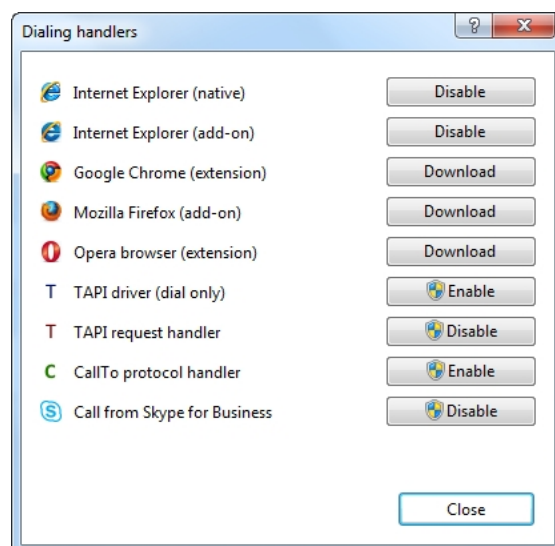 Dialing handlers
Internet Explorer (native) Disable
Internet Explorer (add-on) Disable
Google Chrome (extension) Download
Mozilla Firefox (add-on) Download
Opera browser (extension) Download
T TAPI driver (dial only) Enable
T TAPI request handler Disable
C CallTo protocol handler Enable
S Call from Skype for Business Disable
Close